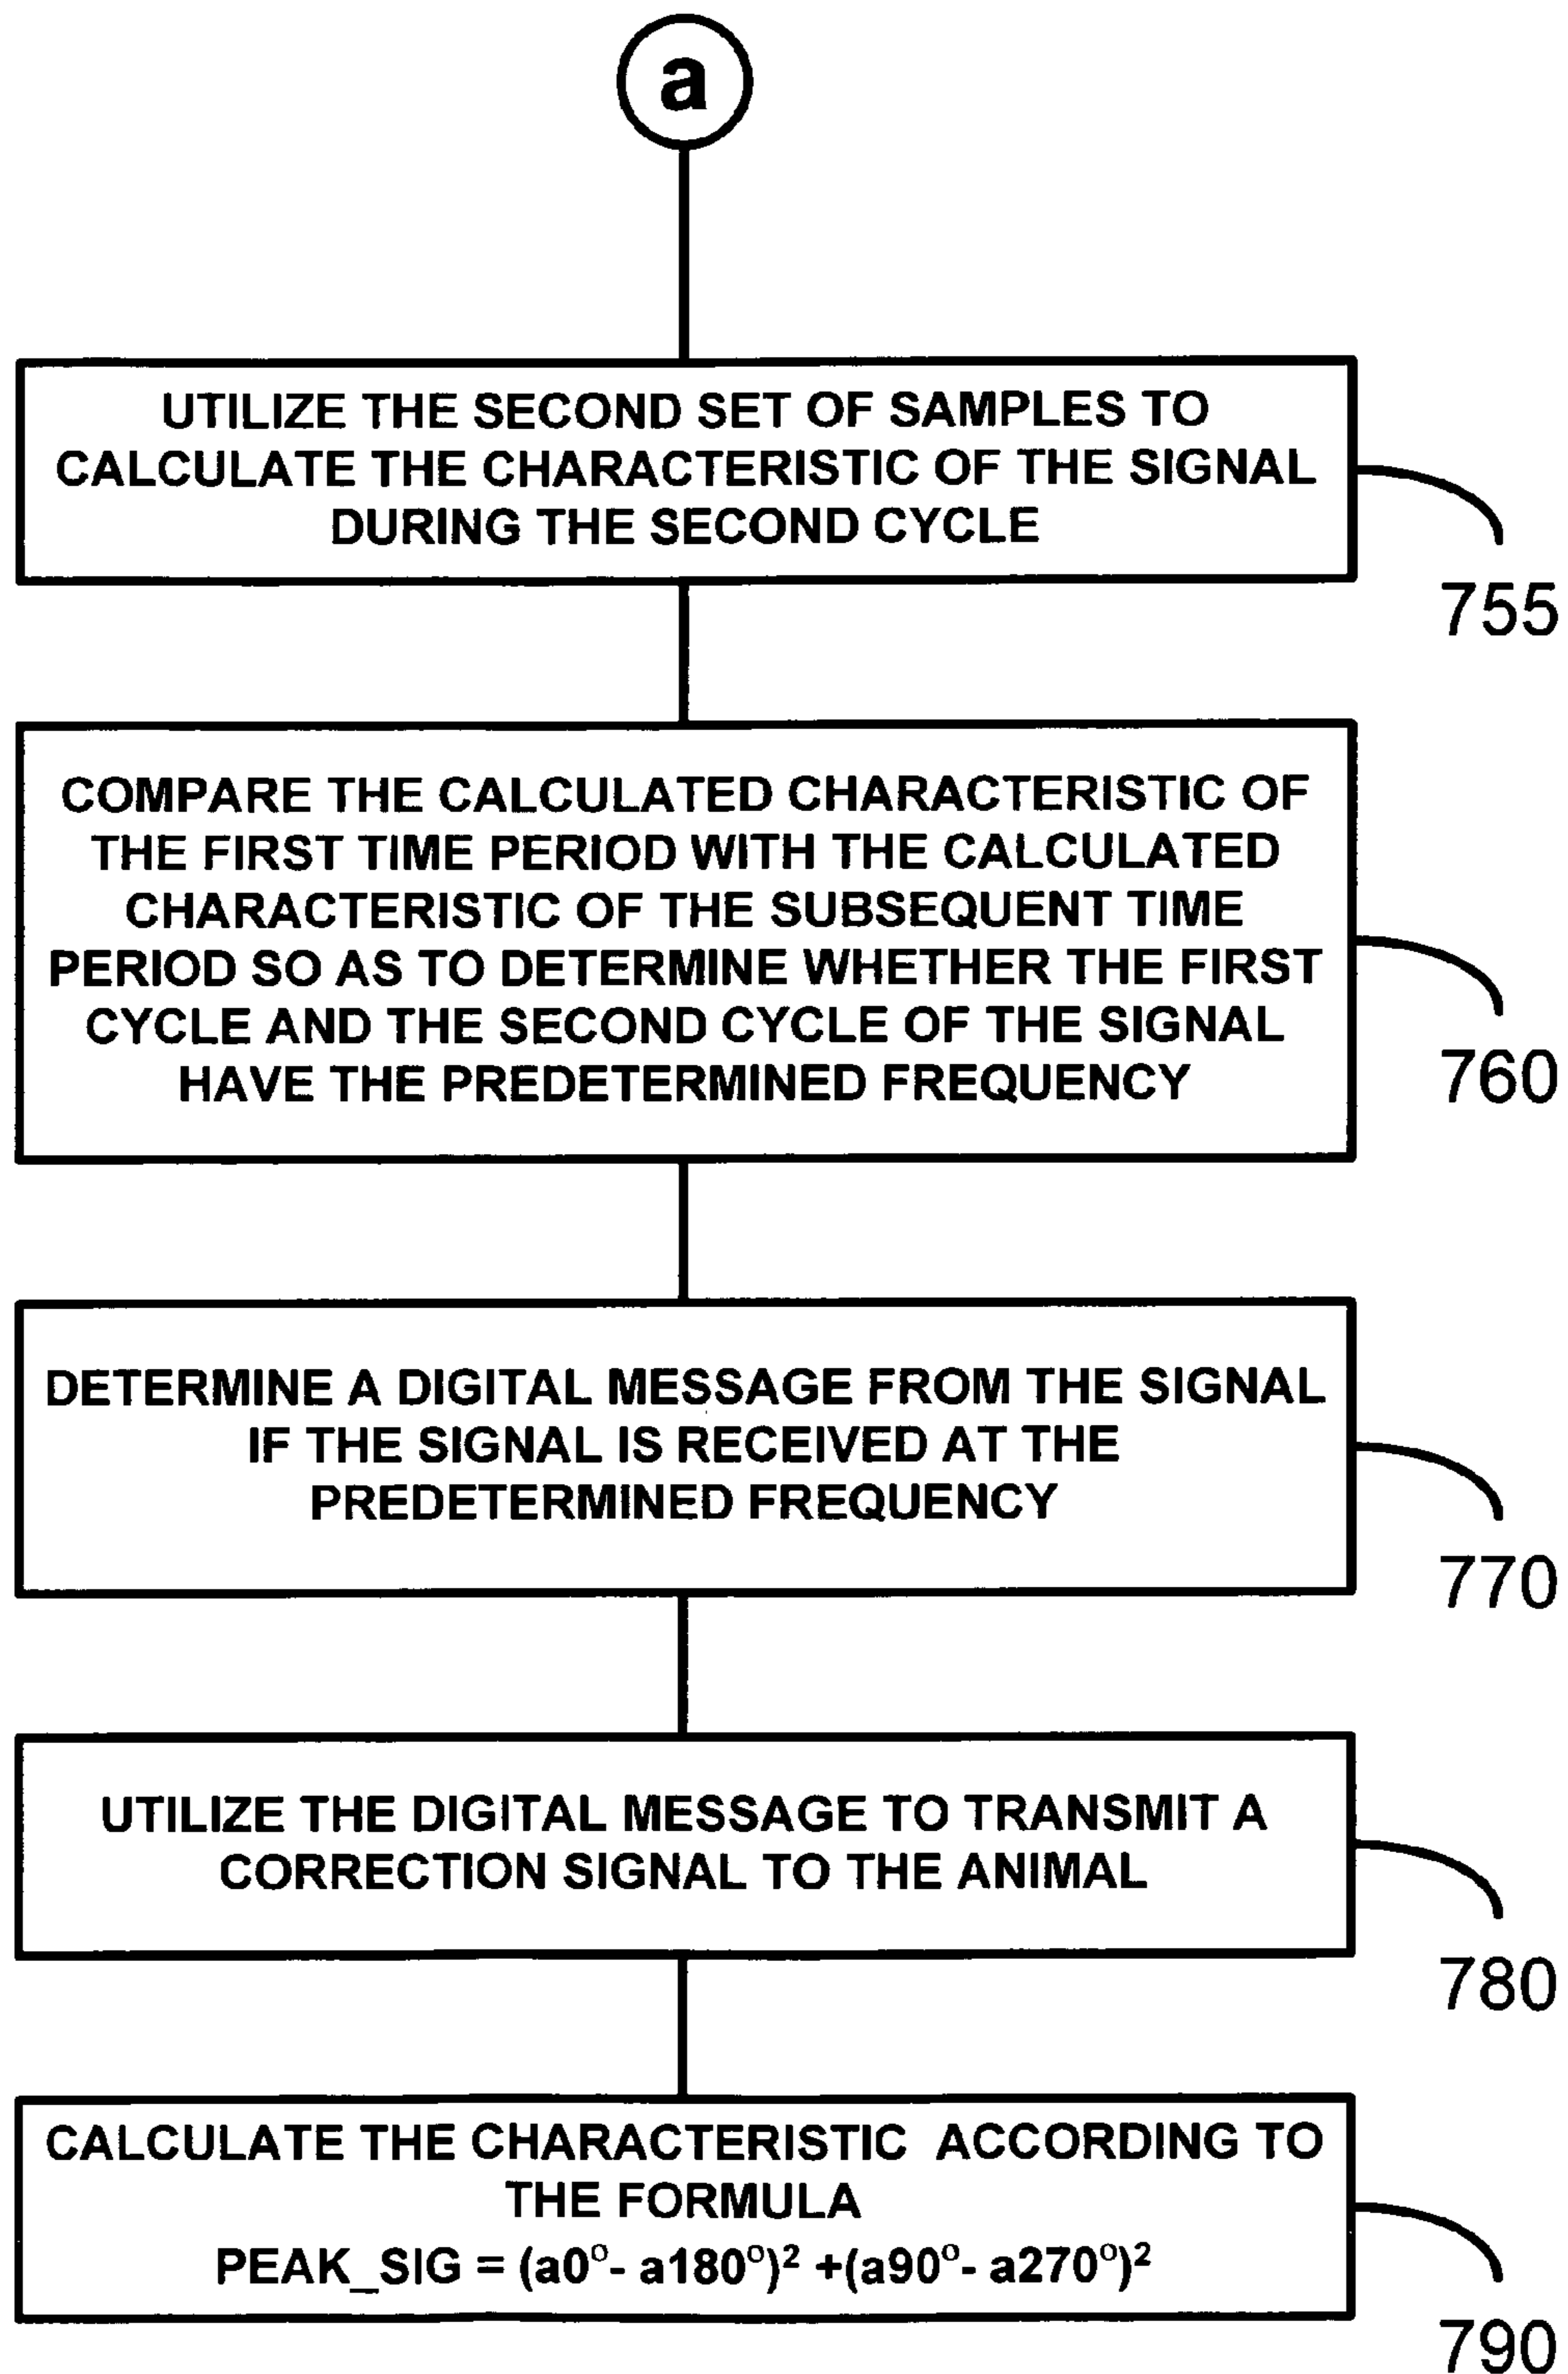 a
UTILIZE THE SECOND SET OF SAMPLES TO
CALCULATE THE CHARACTERISTIC OF THE SIGNAL
DURING THE SECOND CYCLE
755
COMPARE THE CALCULATED CHARACTERISTIC OF
THE FIRST TIME PERIOD WITH THE CALCULATED
CHARACTERISTIC OF THE SUBSEQUENT TIME
PERIOD SO AS TO DETERMINE WHETHER THE FIRST
CYCLE AND THE SECOND CYCLE OF THE SIGNAL
HAVE THE PREDETERMINED FREQUENCY
760
DETERMINE A DIGITAL MESSAGE FROM THE SIGNAL
IF THE SIGNAL IS RECEIVED AT THE
PREDETERMINED FREQUENCY
770
UTILIZE THE DIGITAL MESSAGE TO TRANSMIT A
CORRECTION SIGNAL TO THE ANIMAL
780
CALCULATE THE CHARACTERISTIC ACCORDING TO
THE FORMULA
PEAK_SIG = (a0º- a180º)² +(a90º- a270º)²
790